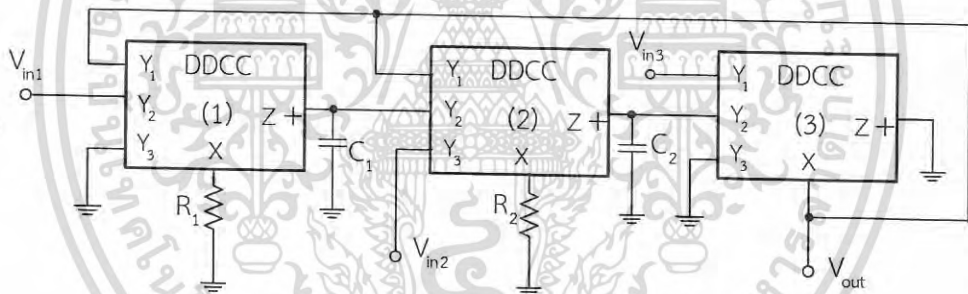 V_in1
Y_1 DDCC
Y_2 (1) Z+
Y_3 X
R_1
C_1
Y_1 DDCC
Y_2 (2) Z+
Y_3 X
R_2
V_in2
C_2
V_in3
Y_1 DDCC
Y_2 (3) Z+
Y_3 X
V_out